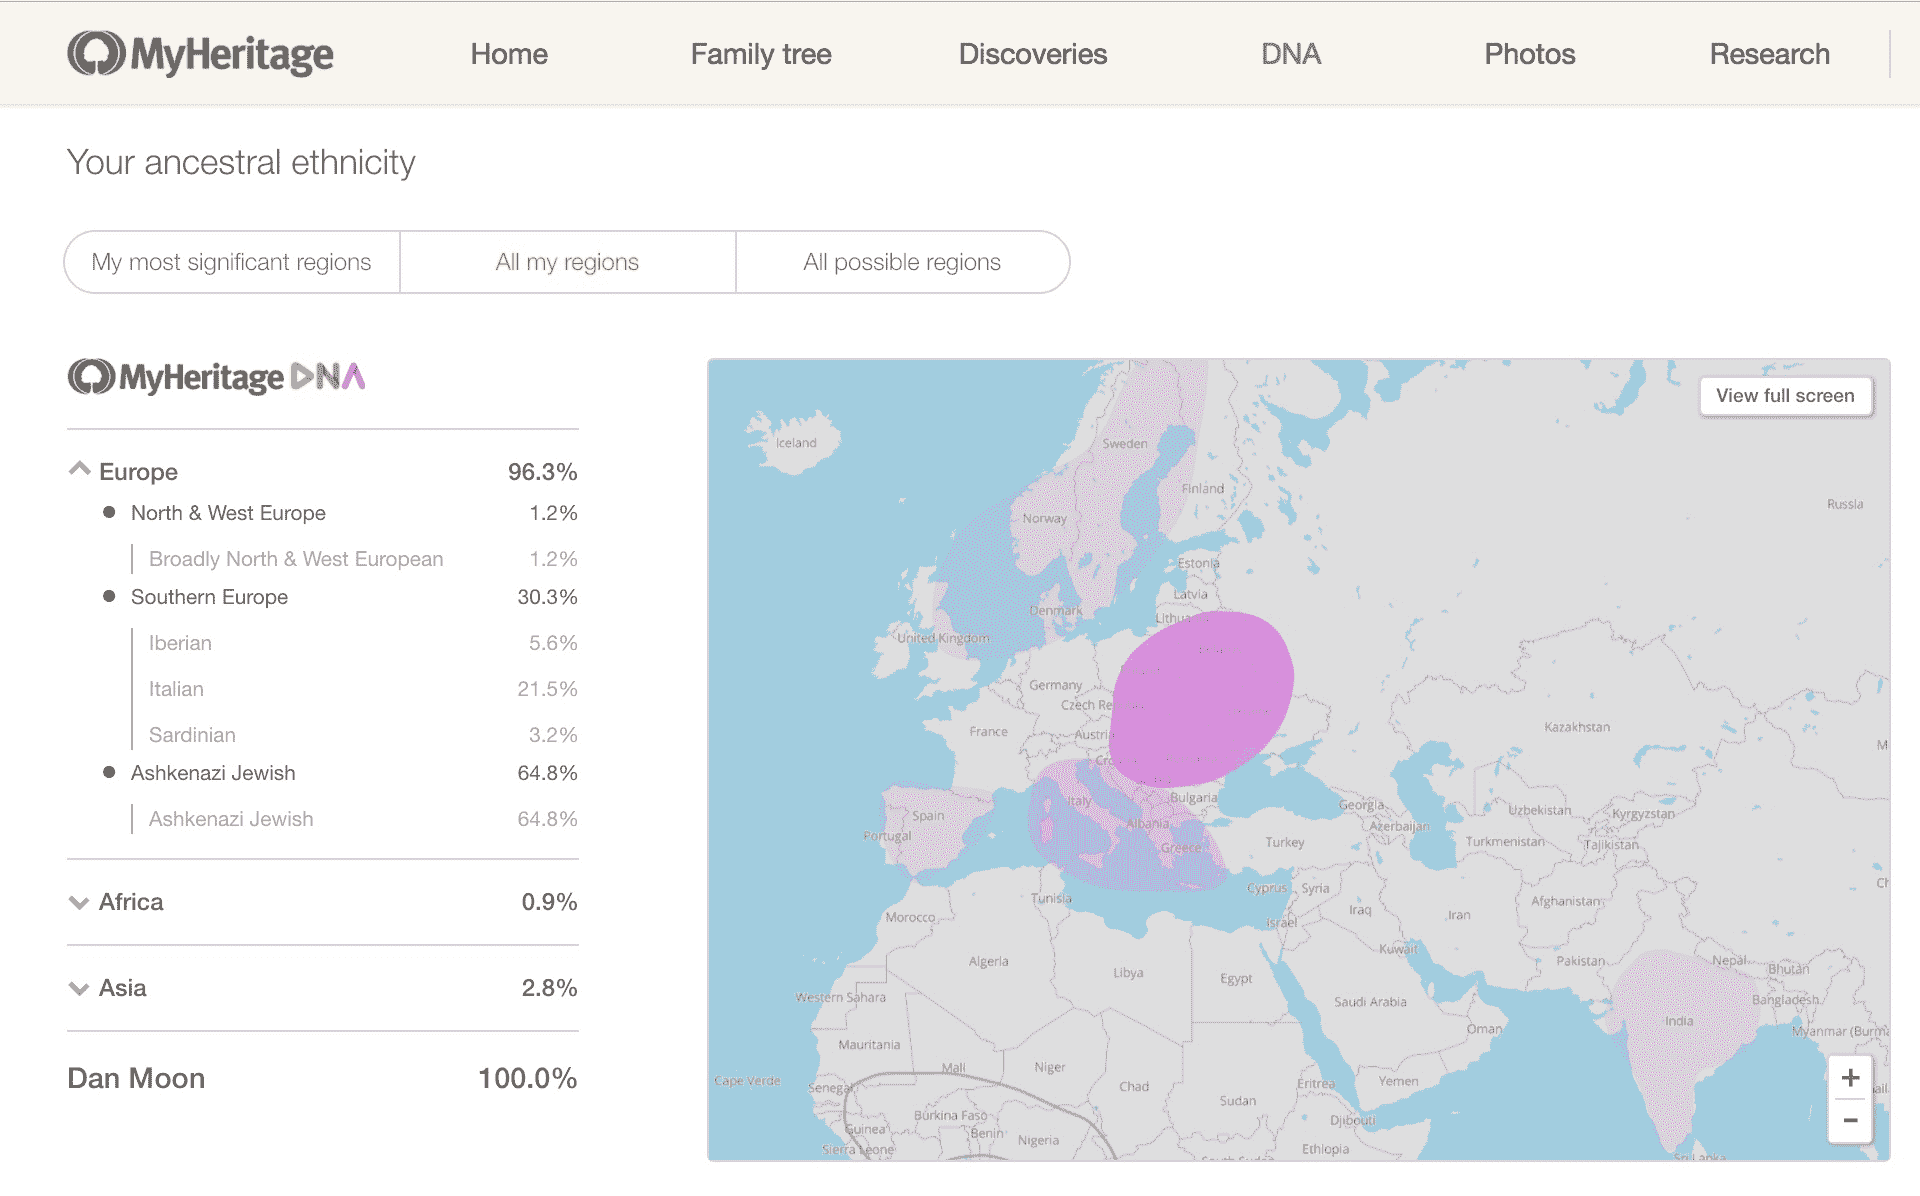 MyHeritage
Home
Family tree
Discoveries
DNA
Photos
Research
Your ancestral ethnicity
My most significant regions
All my regions
All possible regions
MyHeritage DNA
Europe 96.3%
North & West Europe 1.2%
Broadly North & West European 1.2%
Southern Europe 30.3%
Iberian 5.6%
Italian 21.5%
Sardinian 3.2%
Ashkenazi Jewish 64.8%
Ashkenazi Jewish 64.8%
Africa 0.9%
Asia 2.8%
Dan Moon 100.0%
View full screen
Iceland
Sweden
Finland
Russia
Norway
Estonia
Latvia
Denmark
Lithu
United Kingdom
Germany
Czech Re
France
Austri
Cro
Kazakhstan
M
Italy
Bulgaria
Spain
Portugal
Albania
Greece
Georgia
Azerbaijan
Turkey
Uzbekistan
Kyrgyzstan
Turkmenistan
Tajikistan
Ch
Tunisia
Cyprus
Syria
Morocco
Israel
Iraq
Iran
Afghanistan
Kuwait
Algeria
Libya
Egypt
Pakistan
Nepal
Bhutan
Western Sahara
Saudi Arabia
Bangladesh
India
Oman
Myanmar (Burma
Mauritania
Mali
Niger
Cape Verde
Senegal
Chad
Eritrea
Yemen
Sudan
Burkina Faso
Djibouti
Guinea
Benin
Nigeria
Sierra Leone
Ethiopia
South Sudan
Sri Lanka
+
−